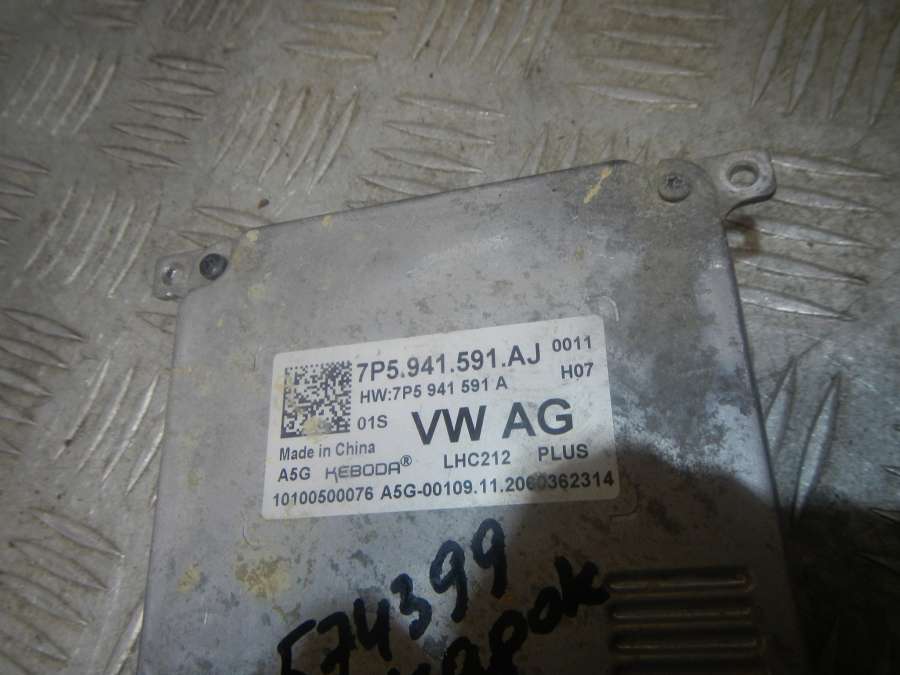 7P5.941.591.AJ 0011
HW:7P5 941 591 A H07
01S VW AG
Made in China
A5G KEBODA® LHC212 PLUS
10100500076 A5G-00109.11.2060362314
574399